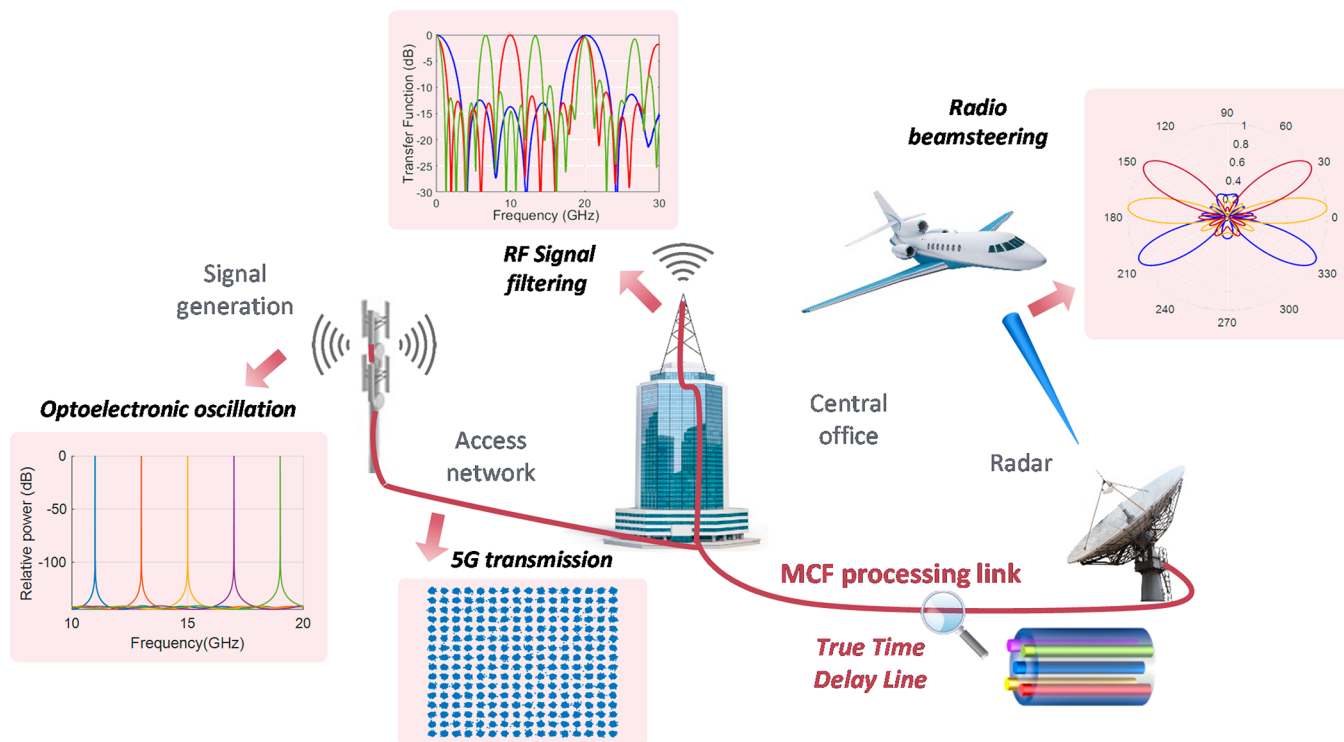 0
-5
-10
-15
-20
-25
-30
Transfer Function (dB)
0
10
20
30
Frequency (GHz)
RF Signal
filtering
Radio
beamsteering
90
120
60
1
0.8
0.6
0.4
150
30
180
0
0
210
330
240
300
270
Signal
generation
Optoelectronic oscillation
0
-50
-100
Relative power (dB)
10
15
20
Frequency(GHz)
Access
network
5G transmission
Central
office
Radar
MCF processing link
True Time
Delay Line